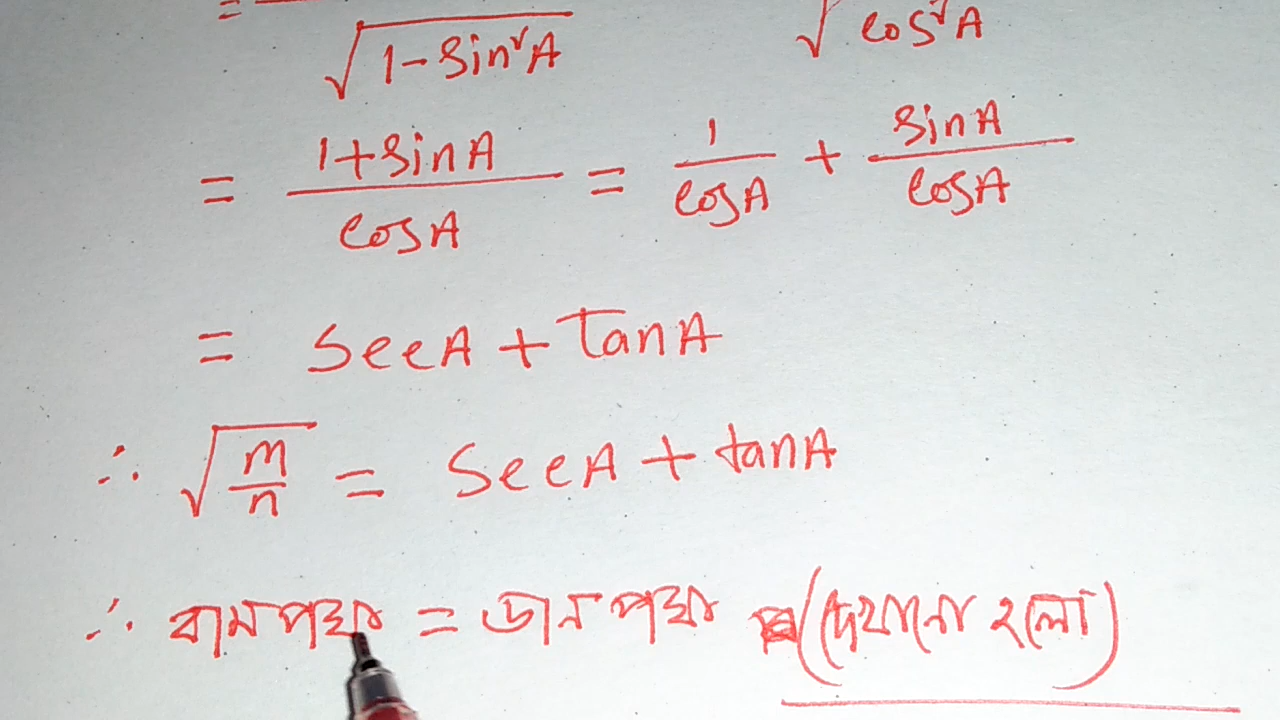 = √1-sin²A √cos²A
= 1+sinA/cosA = 1/cosA + sinA/cosA
= secA + tanA
∴ √m/n = secA + tanA
∴ বামপক্ষ = ডানপক্ষ (দেখানো হলো)